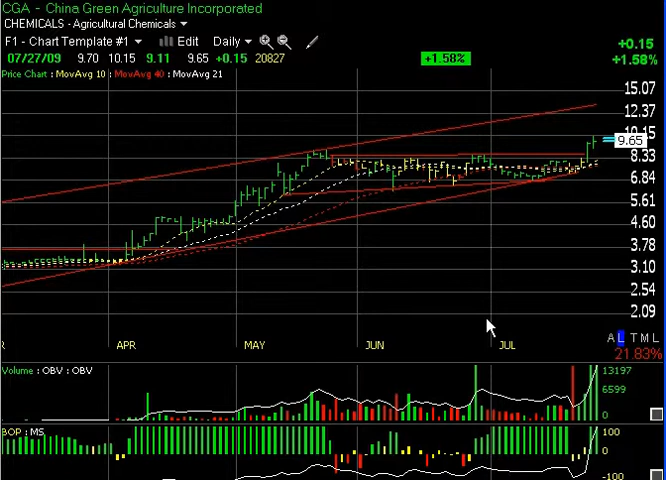 CGA - China Green Agriculture Incorporated
CHEMICALS - Agricultural Chemicals
F1 - Chart Template #1 Edit Daily
+0.15
07/27/09 9.70 10.15 9.11 9.65 +0.15 20827 +1.58% +1.58%
Price Chart : MovAvg 10 : MovAvg 40 : MovAvg 21
15.07
12.37
10.15
9.65
8.33
6.84
5.61
4.60
3.78
3.10
2.54
2.09
R APR MAY JUN JUL A L T M L
21.83%
Volume : OBV : OBV
13197
6599
0
BOP : MS
100
0
-100